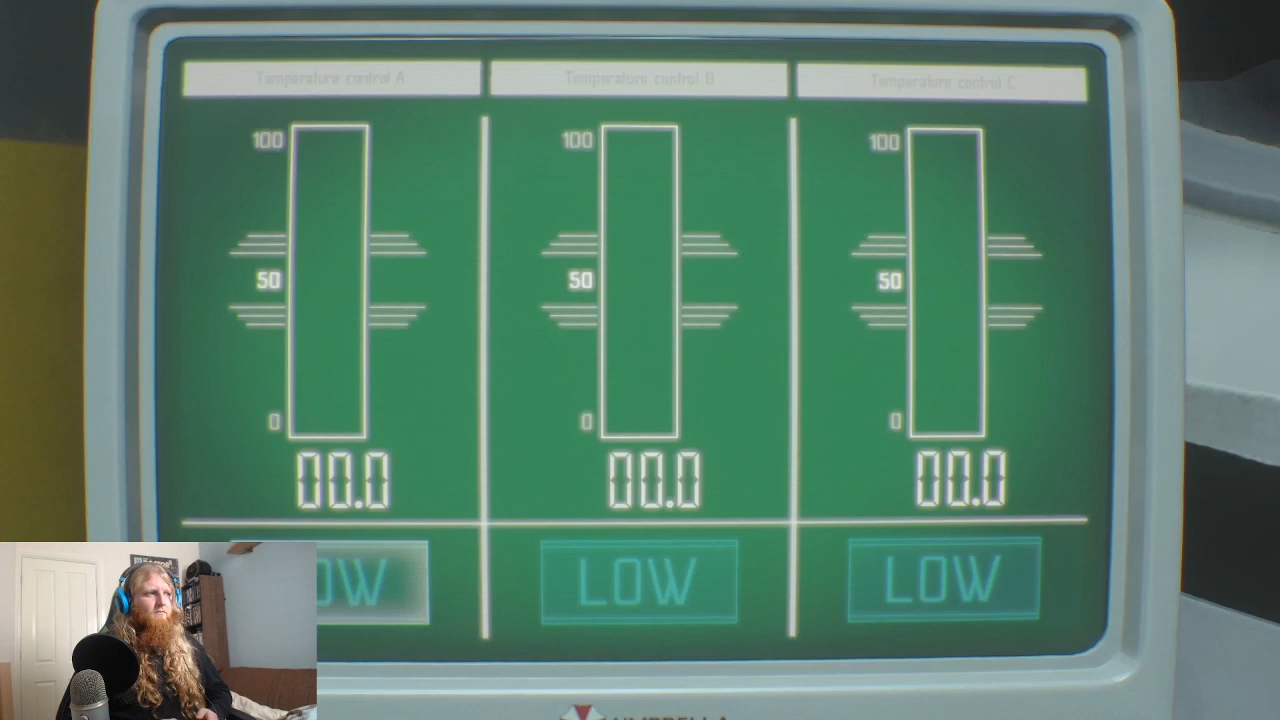 Temperature control A Temperature control B Temperature control C
100 100 100
50 50 50
0 0 0
00.0 00.0 00.0
LOW LOW
UMBRELLA